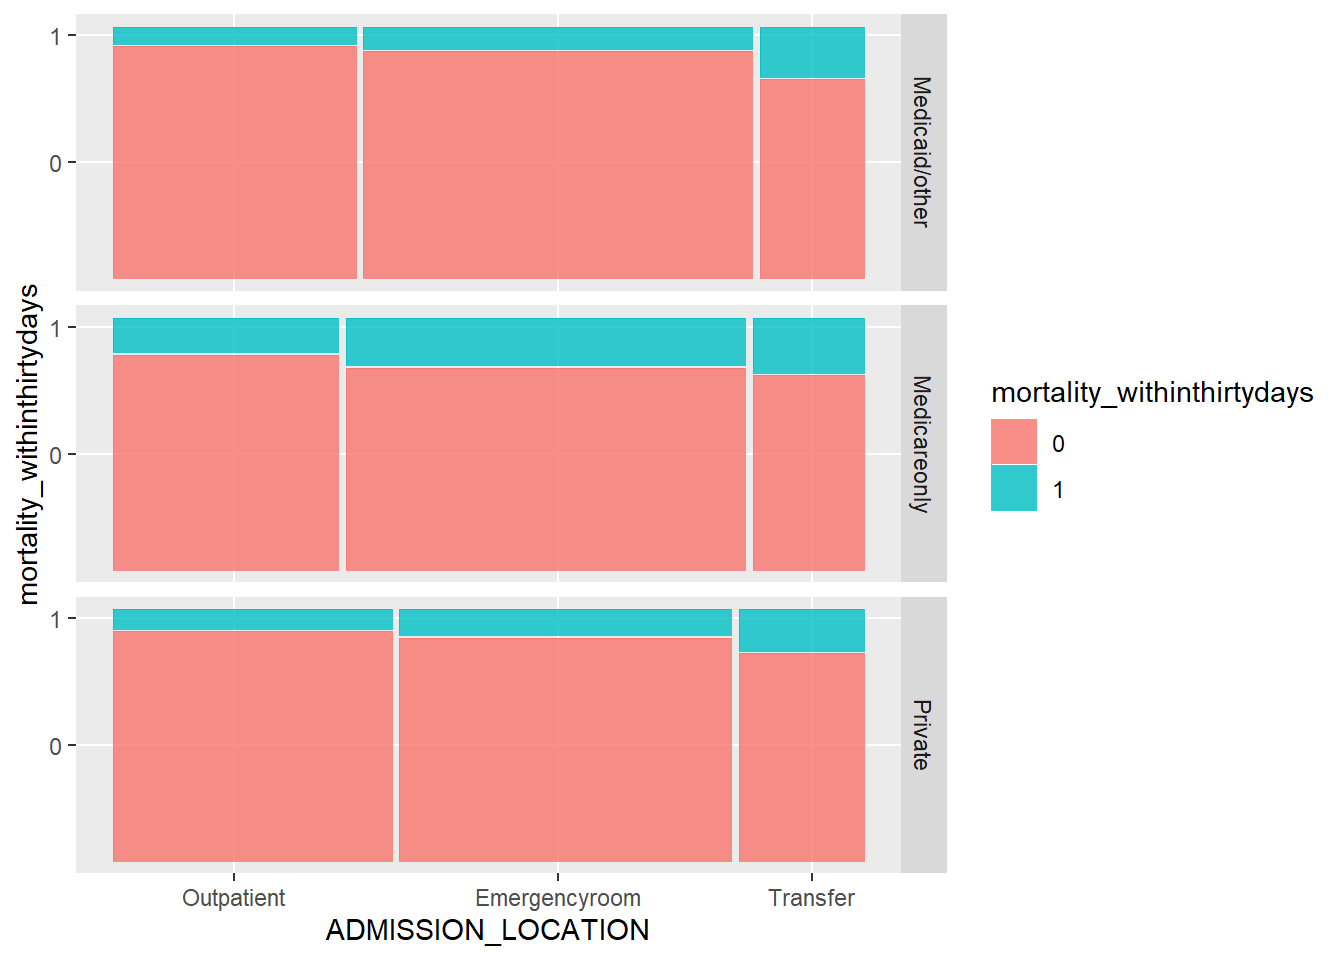 1
0
Medicaid/other
1
0
Medicareonly
1
0
Private
mortality_withinthirtydays
Outpatient Emergencyroom Transfer
ADMISSION_LOCATION
mortality_withinthirtydays
0
1